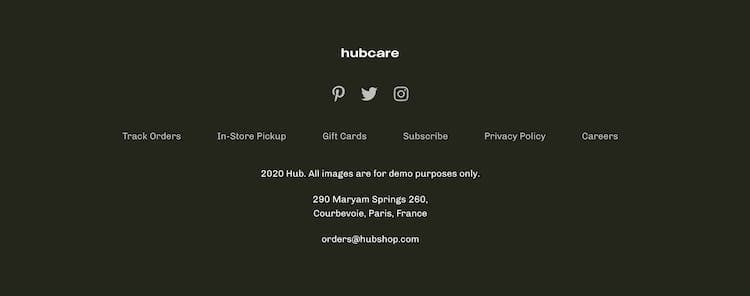 hubcare
Track Orders In-Store Pickup Gift Cards Subscribe Privacy Policy Careers
2020 Hub. All images are for demo purposes only.
290 Maryam Springs 260,
Courbevoie, Paris, France
orders@hubshop.com